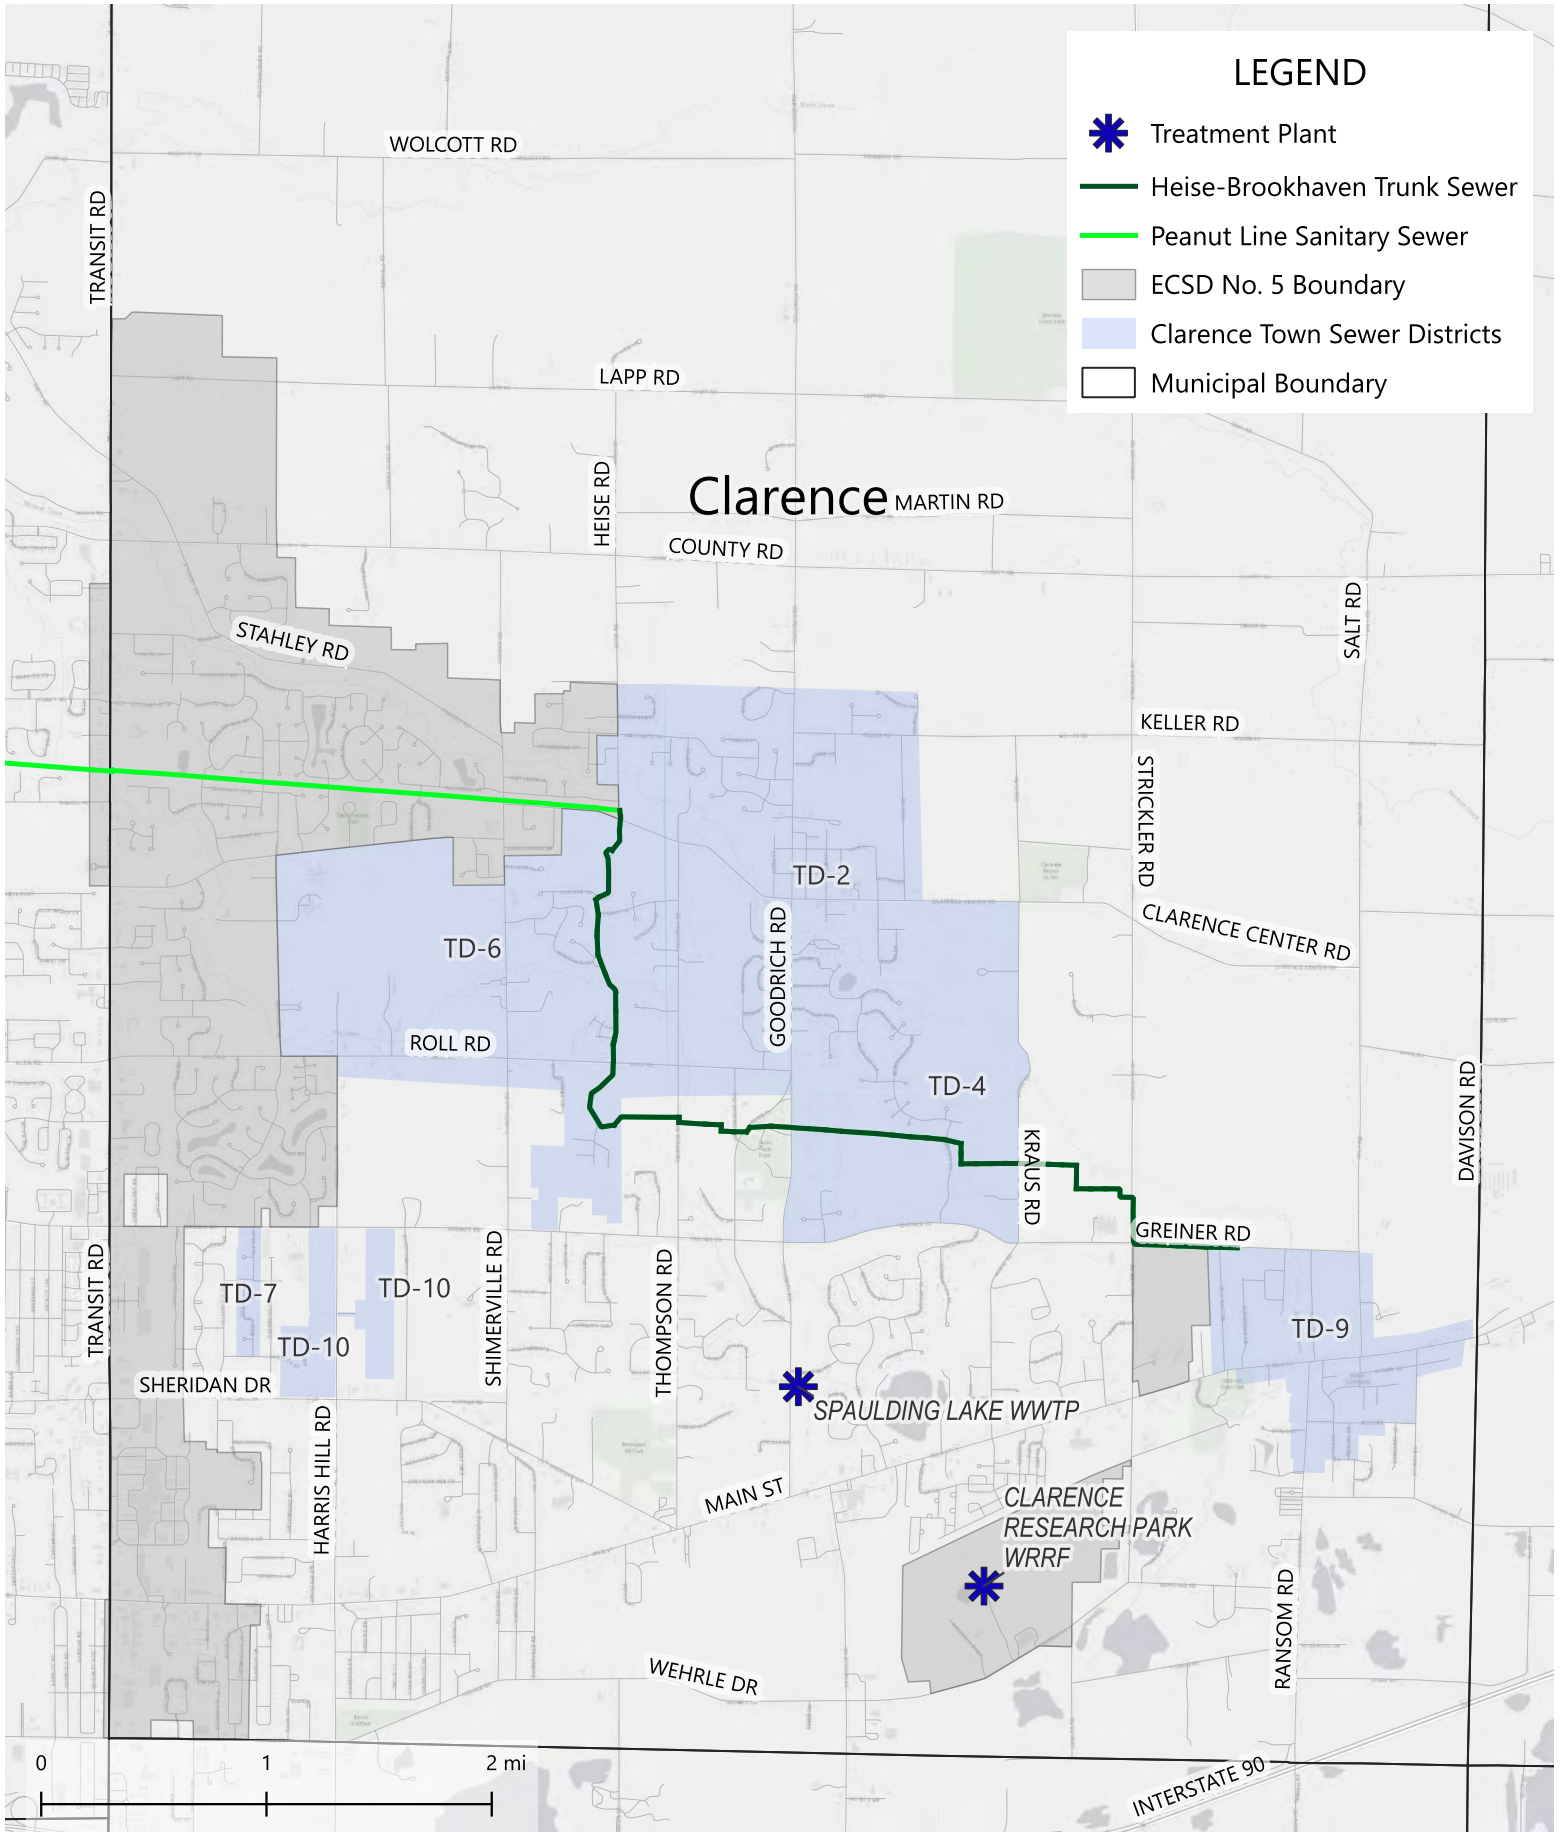 LEGEND
Treatment Plant
Heise-Brookhaven Trunk Sewer
Peanut Line Sanitary Sewer
ECSD No. 5 Boundary
Clarence Town Sewer Districts
Municipal Boundary
WOLCOTT RD
TRANSIT RD
LAPP RD
HEISE RD
Clarence
MARTIN RD
COUNTY RD
STAHLEY RD
SALT RD
KELLER RD
STRICKLER RD
TD-2
CLARENCE CENTER RD
GOODRICH RD
TD-6
ROLL RD
TD-4
DAVISON RD
KRAUS RD
GREINER RD
TRANSIT RD
TD-7
TD-10
TD-10
SHIMERVILLE RD
THOMPSON RD
TD-9
SHERIDAN DR
SPAULDING LAKE WWTP
HARRIS HILL RD
MAIN ST
CLARENCE
RESEARCH PARK
WRRF
RANSOM RD
WEHRLE DR
INTERSTATE 90
0 1 2 mi